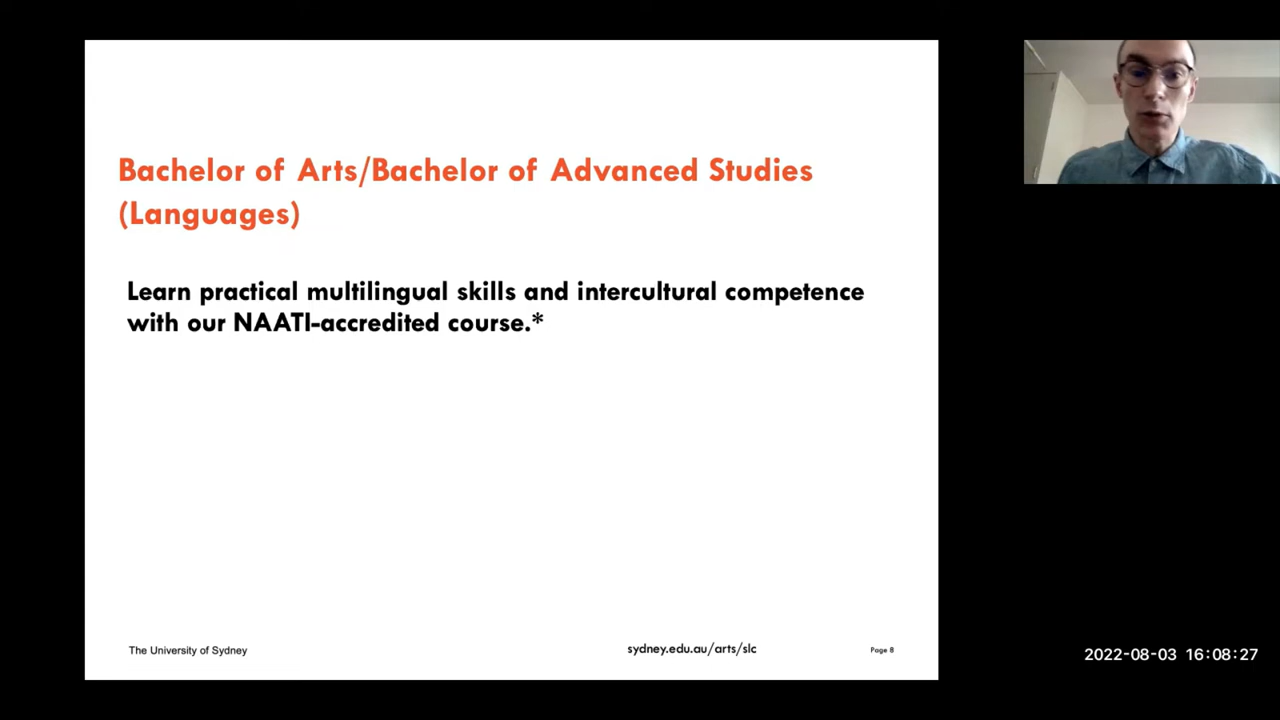 Bachelor of Arts/Bachelor of Advanced Studies
(Languages)
Learn practical multilingual skills and intercultural competence
with our NAATI-accredited course.*
The University of Sydney
sydney.edu.au/arts/slc
Page 8
2022-08-03 16:08:27